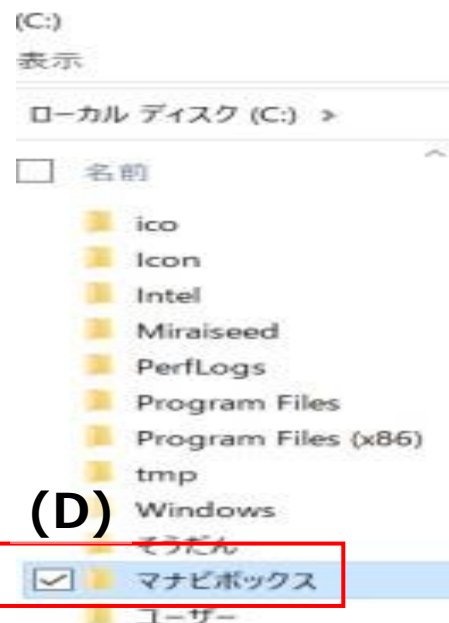 (C:)
表示
ローカル ディスク (C:) >
名前
ico
Icon
Intel
Miraiseed
PerfLogs
Program Files
Program Files (x86)
tmp
(D)
Windows
そうだん
マナビボックス
ユーザー